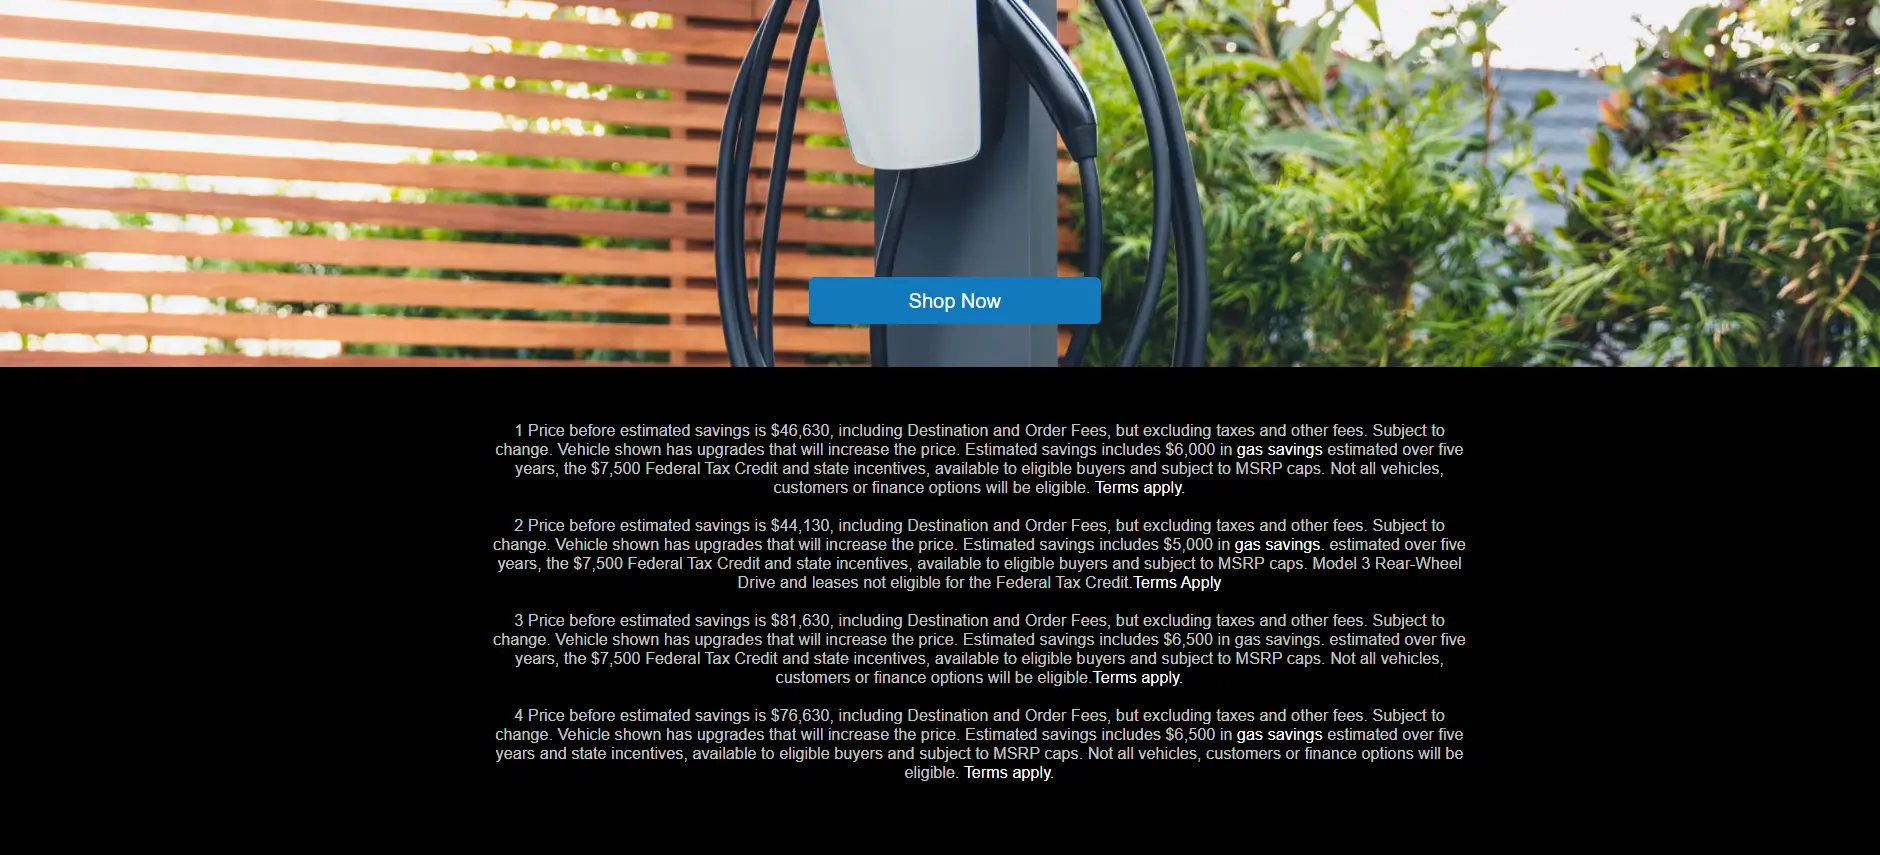 Shop Now
1 Price before estimated savings is $46,630, including Destination and Order Fees, but excluding taxes and other fees. Subject to
change. Vehicle shown has upgrades that will increase the price. Estimated savings includes $6,000 in gas savings estimated over five
years, the $7,500 Federal Tax Credit and state incentives, available to eligible buyers and subject to MSRP caps. Not all vehicles,
customers or finance options will be eligible. Terms apply.
2 Price before estimated savings is $44,130, including Destination and Order Fees, but excluding taxes and other fees. Subject to
change. Vehicle shown has upgrades that will increase the price. Estimated savings includes $5,000 in gas savings. estimated over five
years, the $7,500 Federal Tax Credit and state incentives, available to eligible buyers and subject to MSRP caps. Model 3 Rear-Wheel
Drive and leases not eligible for the Federal Tax Credit.Terms Apply
3 Price before estimated savings is $81,630, including Destination and Order Fees, but excluding taxes and other fees. Subject to
change. Vehicle shown has upgrades that will increase the price. Estimated savings includes $6,500 in gas savings. estimated over five
years, the $7,500 Federal Tax Credit and state incentives, available to eligible buyers and subject to MSRP caps. Not all vehicles,
customers or finance options will be eligible.Terms apply.
4 Price before estimated savings is $76,630, including Destination and Order Fees, but excluding taxes and other fees. Subject to
change. Vehicle shown has upgrades that will increase the price. Estimated savings includes $6,500 in gas savings estimated over five
years and state incentives, available to eligible buyers and subject to MSRP caps. Not all vehicles, customers or finance options will be
eligible. Terms apply.